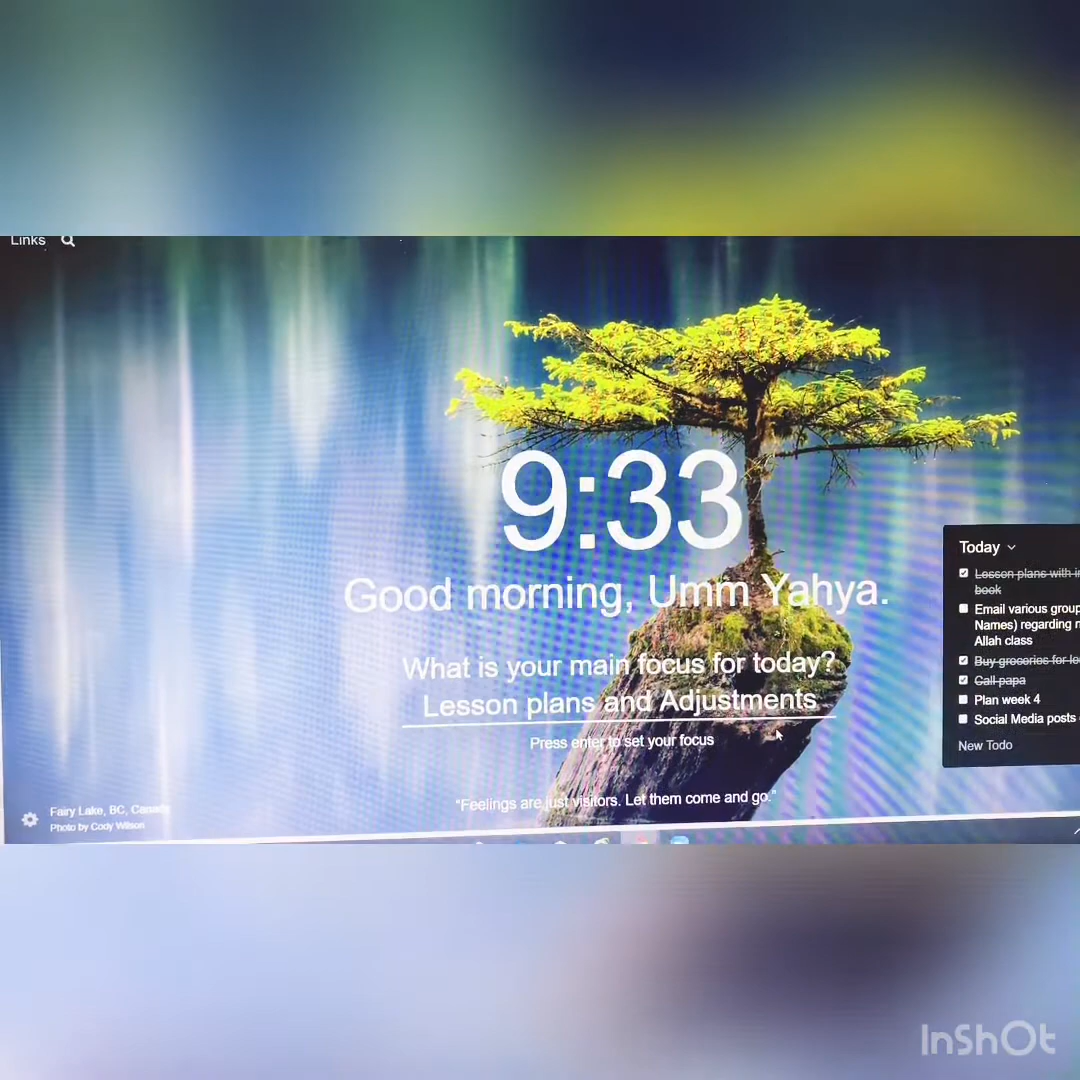 Links
9:33
Good morning, Umm Yahya.
What is your main focus for today?
Lesson plans and Adjustments
Press enter to set your focus
"Feelings are just visitors. Let them come and go."
Fairy Lake, BC, Canada
Photo by Cody Wilson
Today
Lesson plans with
book
Email various group
Names) regarding
Allah class
Buy groceries for
Call papa
Plan week 4
Social Media posts
New Todo
InShOt